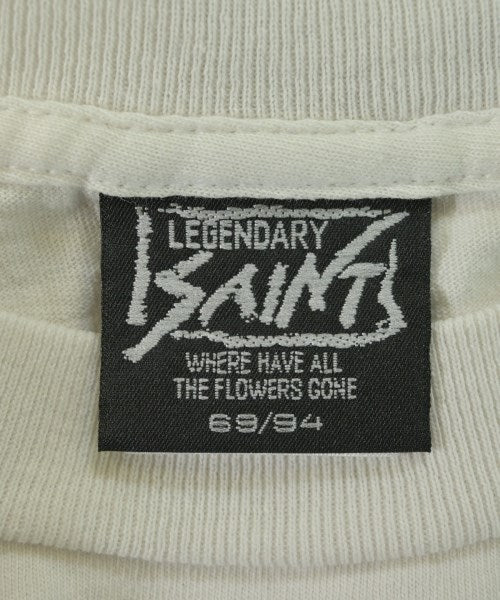 LEGENDARY
SAINTS
WHERE HAVE ALL
THE FLOWERS GONE
69/94